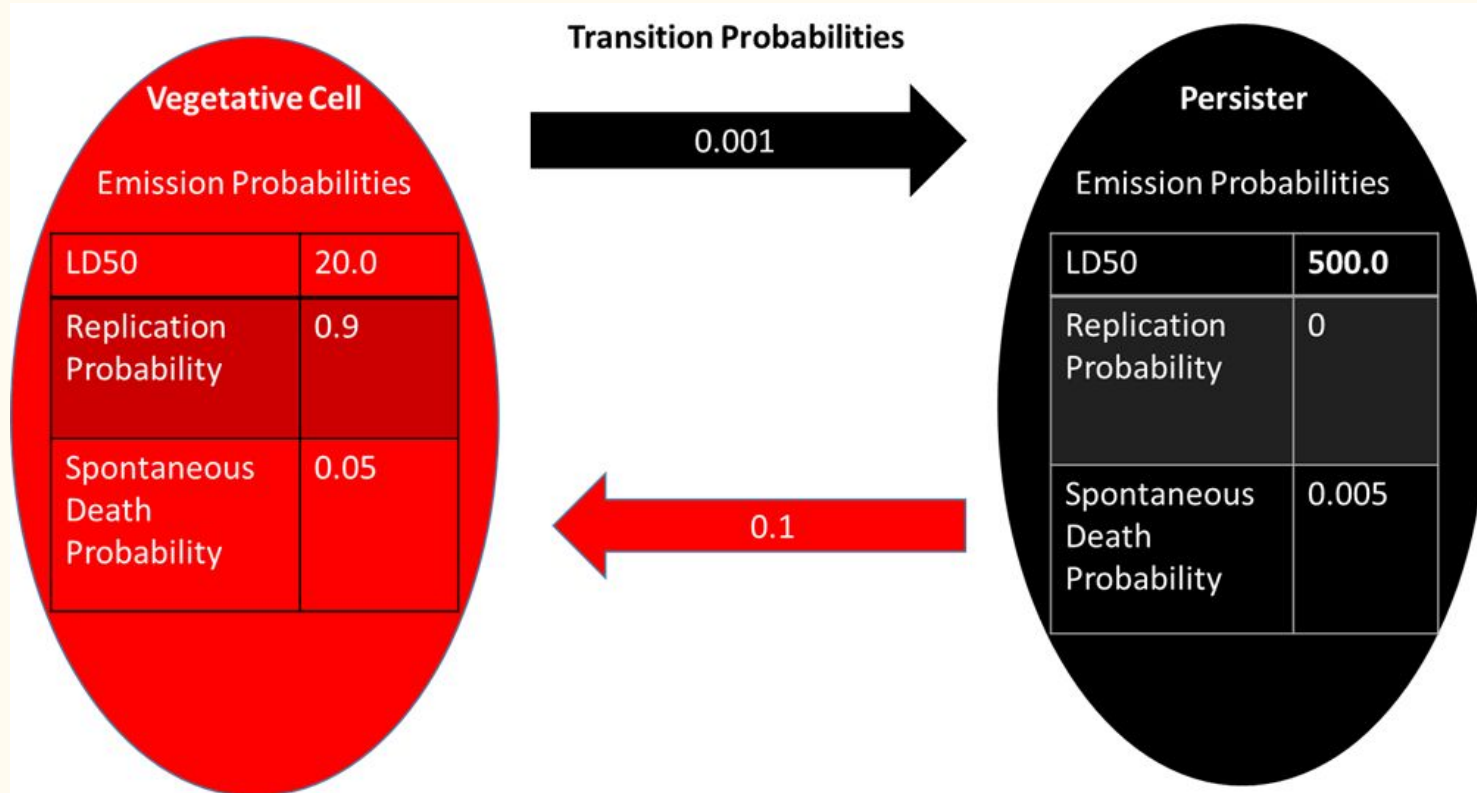 Transition Probabilities
Vegetative Cell
Emission Probabilities
LD50 20.0
Replication 0.9
Probability
Spontaneous 0.05
Death
Probability
0.001
0.1
Persister
Emission Probabilities
LD50 500.0
Replication 0
Probability
Spontaneous 0.005
Death
Probability